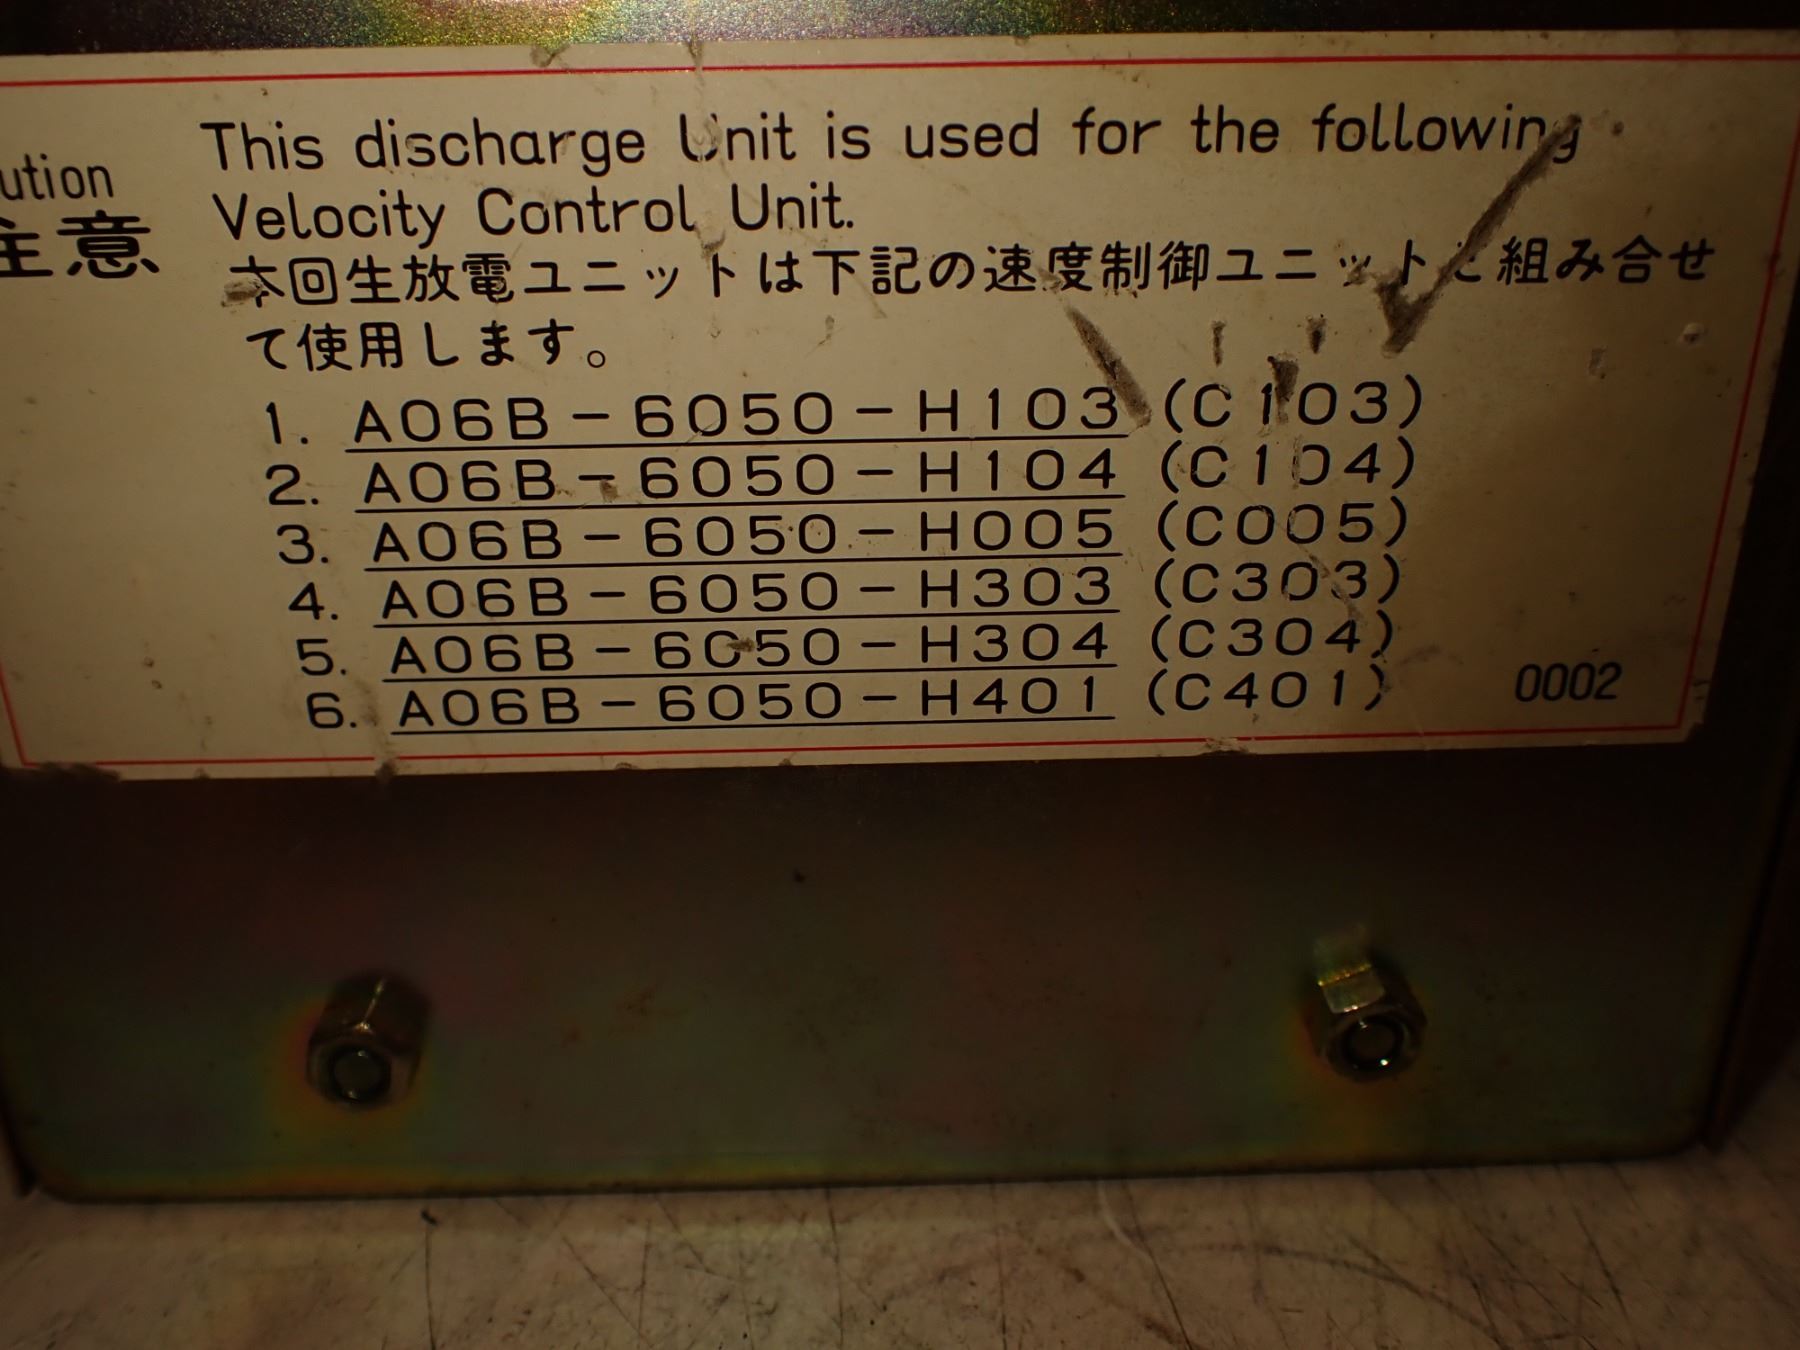 ution
This discharge Unit is used for the following
Velocity Control Unit.
注意
本回生放電ユニットは下記の速度制御ユニットと組み合せ
て使用します。
1. A06B-6050-H103 (C103)
2. A06B-6050-H104 (C104)
3. A06B-6050-H005 (C005)
4. A06B-6050-H303 (C303)
5. A06B-6050-H304 (C304)
6. A06B-6050-H401 (C401)
0002